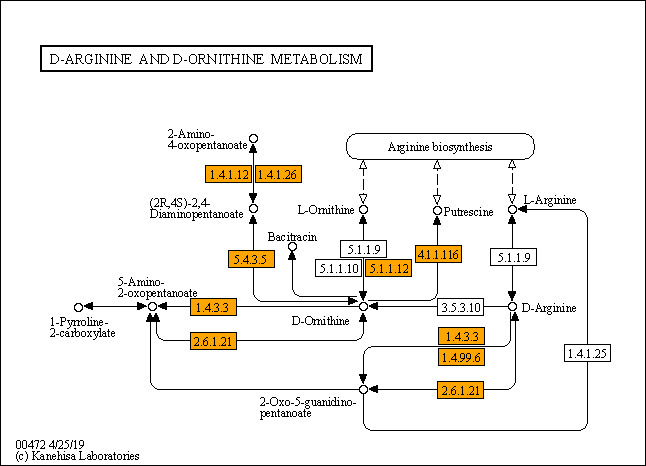 D-ARGININE AND D-ORNITHINE METABOLISM
2-Amino-
4-oxopentanoate
Arginine biosynthesis
1.4.1.12
1.4.1.26
(2R,4S)-2,4-
Diaminopentanoate
L-Ornithine
Putrescine
L-Arginine
Bacitracin
5.1.1.9
4.1.1.116
5.4.3.5
5.1.1.10
5.1.1.12
5.1.1.9
5-Amino-
2-oxopentanoate
1.4.3.3
3.5.3.10
D-Ornithine
D-Arginine
1-Pyrroline-
2-carboxylate
2.6.1.21
1.4.3.3
1.4.99.6
1.4.1.25
2.6.1.21
2-Oxo-5-guanidino-
pentanoate
00472 4/25/19
(c) Kanehisa Laboratories